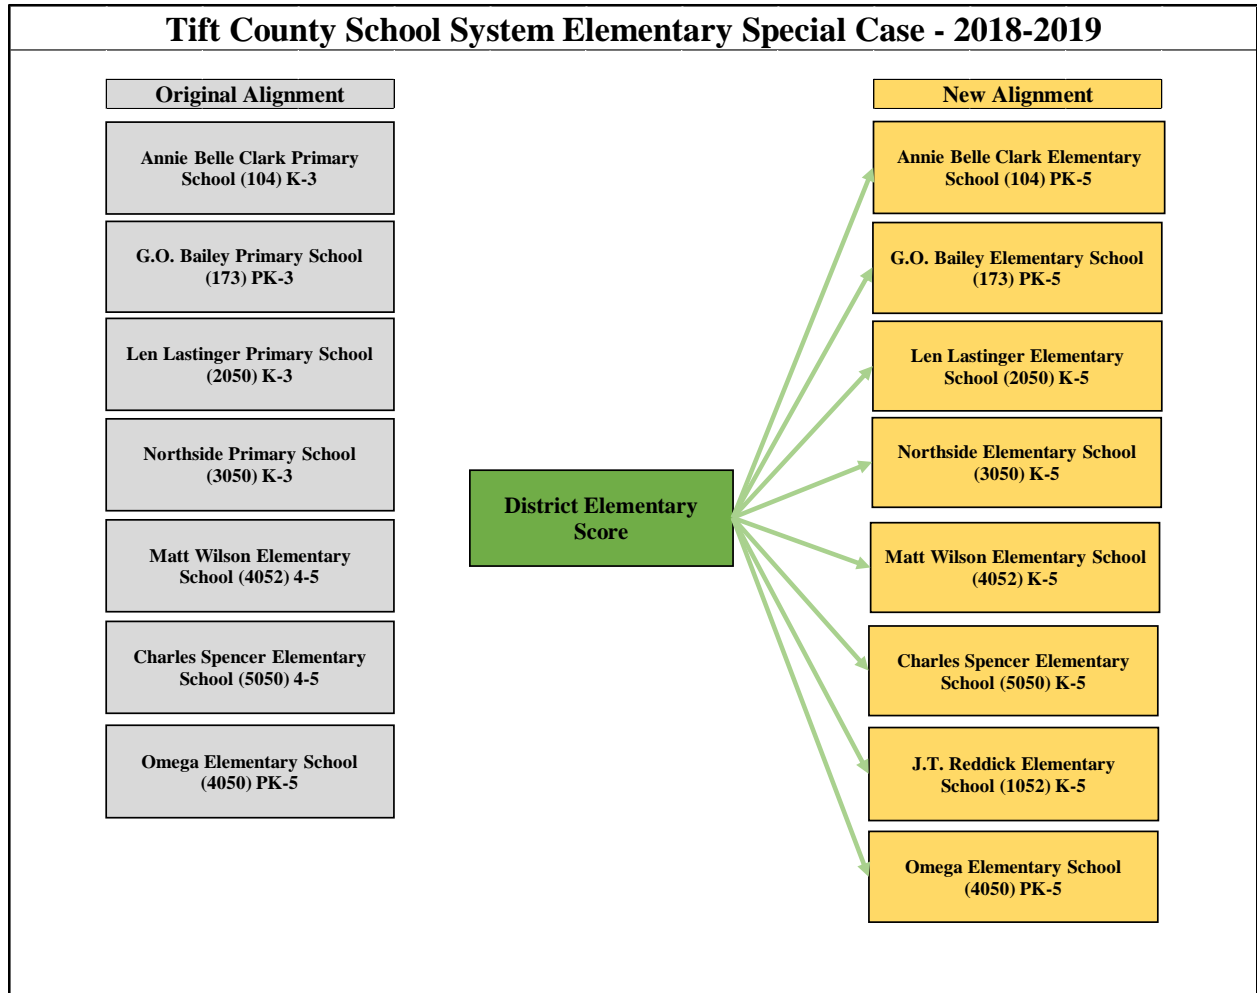 Tift County School System Elementary Special Case - 2018-2019
Original Alignment
Annie Belle Clark Primary
School (104) K-3
G.O. Bailey Primary School
(173) PK-3
Len Lastinger Primary School
(2050) K-3
Northside Primary School
(3050) K-3
Matt Wilson Elementary
School (4052) 4-5
Charles Spencer Elementary
School (5050) 4-5
Omega Elementary School
(4050) PK-5
District Elementary
Score
New Alignment
Annie Belle Clark Elementary
School (104) PK-5
G.O. Bailey Elementary School
(173) PK-5
Len Lastinger Elementary
School (2050) K-5
Northside Elementary School
(3050) K-5
Matt Wilson Elementary School
(4052) K-5
Charles Spencer Elementary
School (5050) K-5
J.T. Reddick Elementary
School (1052) K-5
Omega Elementary School
(4050) PK-5